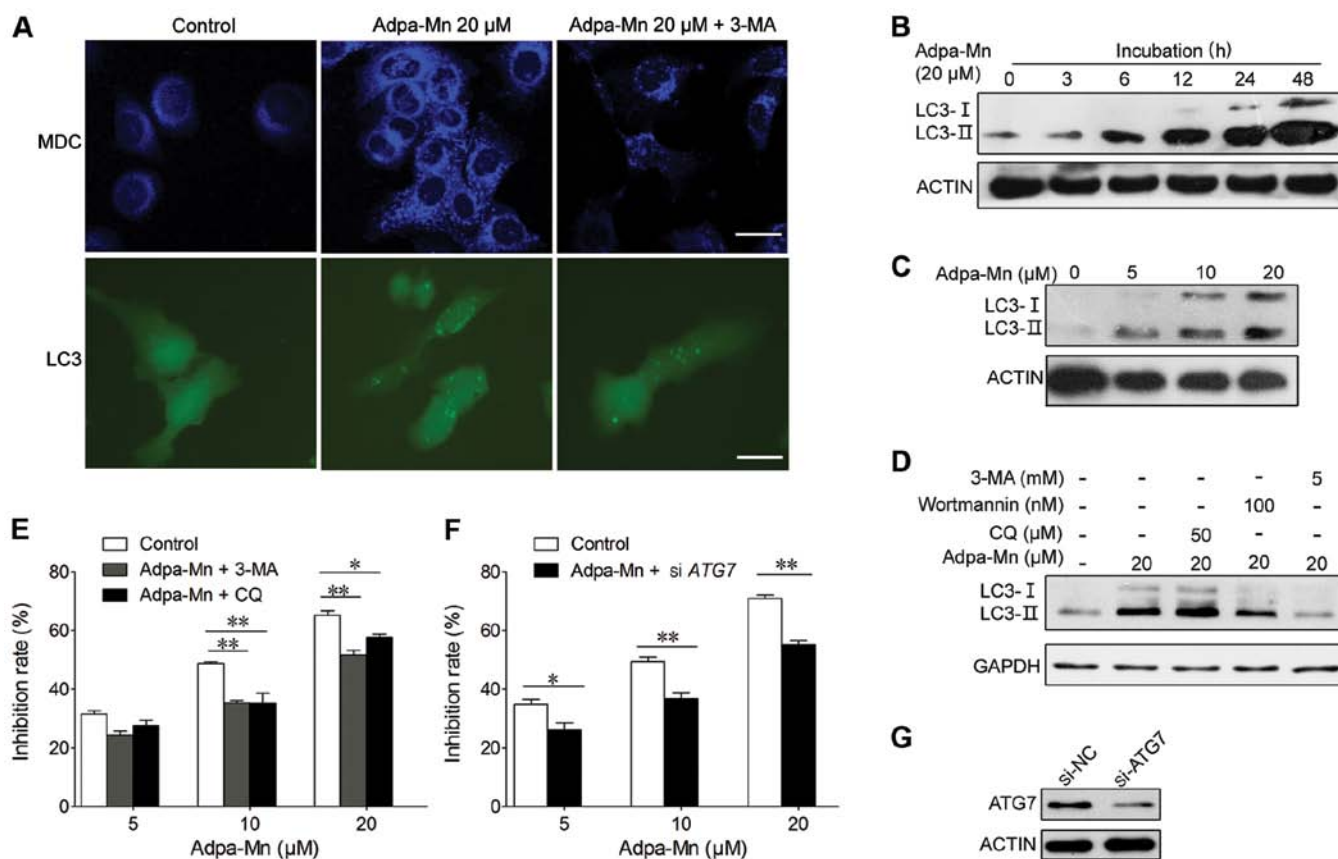 A
Control
Adpa-Mn 20 µM
Adpa-Mn 20 µM + 3-MA
MDC
LC3
B
Adpa-Mn
(20 µM)
Incubation (h)
0 3 6 12 24 48
LC3-Ⅰ
LC3-Ⅱ
ACTIN
C
Adpa-Mn (µM) 0 5 10 20
LC3-Ⅰ
LC3-Ⅱ
ACTIN
D
3-MA (mM) - - - - 5
Wortmannin (nM) - - - 100 -
CQ (µM) - - 50 - -
Adpa-Mn (µM) - 20 20 20 20
LC3-Ⅰ
LC3-Ⅱ
GAPDH
E
Control
Adpa-Mn + 3-MA
Adpa-Mn + CQ
Inhibition rate (%)
80
60
40
20
0
**
**
*
**
5 10 20
Adpa-Mn (µM)
F
Control
Adpa-Mn + si ATG7
Inhibition rate (%)
80
60
40
20
0
*
**
**
5 10 20
Adpa-Mn (µM)
G
si-NC si-ATG7
ATG7
ACTIN